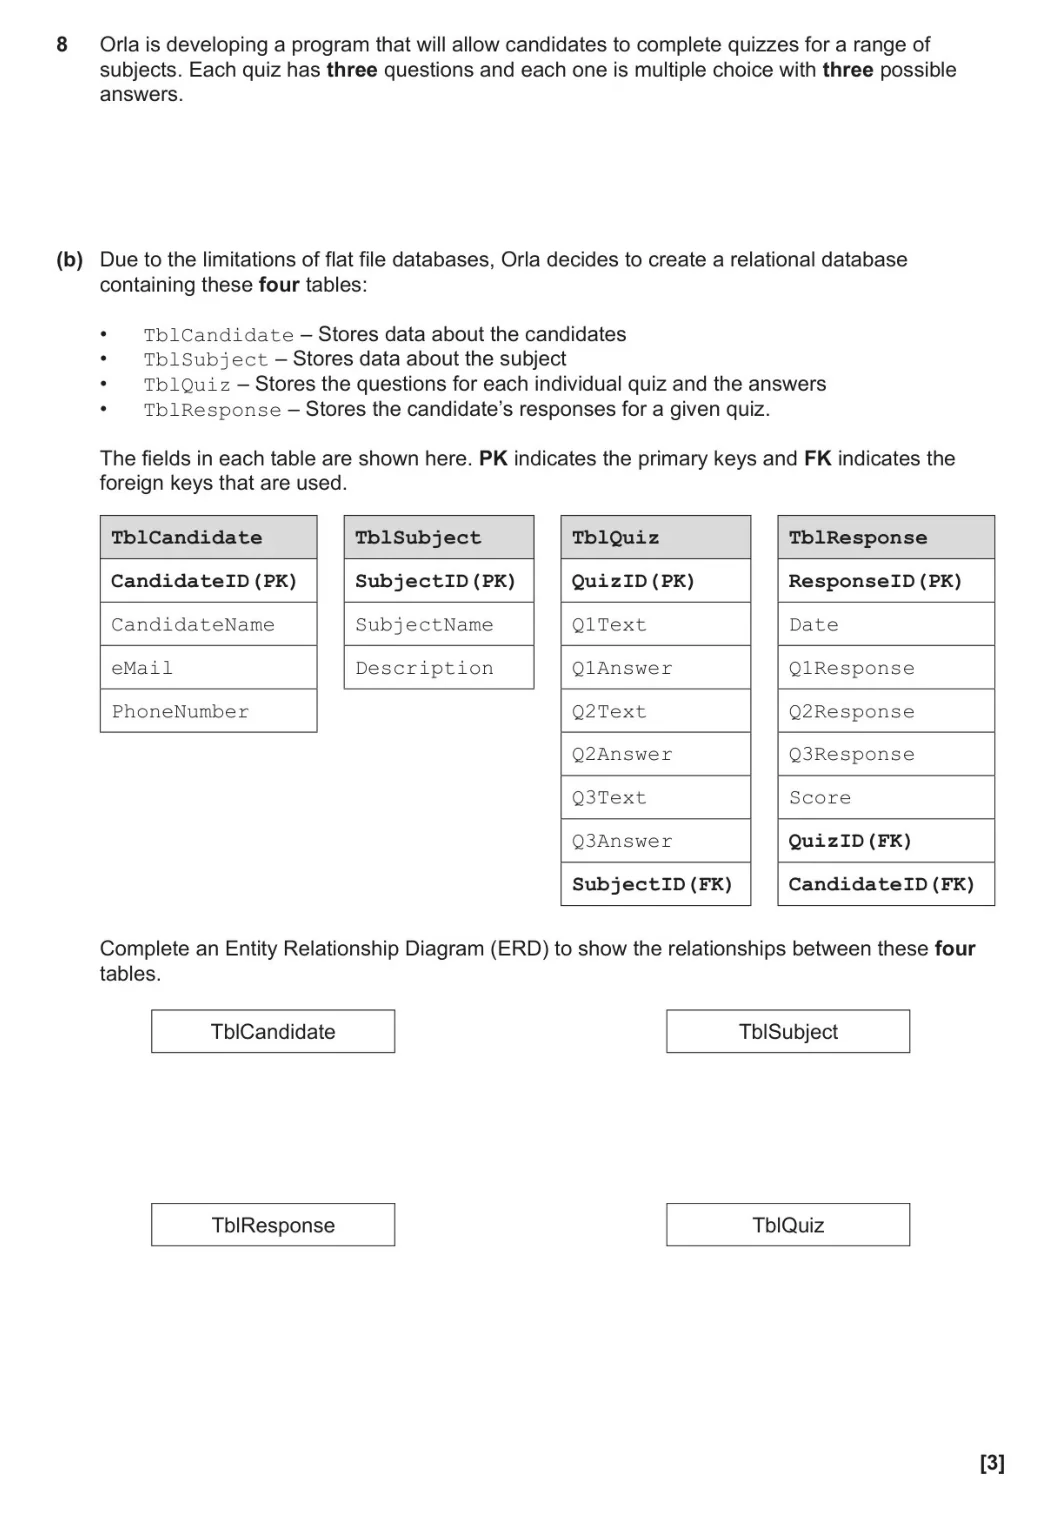 8 Orla is developing a program that will allow candidates to complete quizzes for a range of
subjects. Each quiz has three questions and each one is multiple choice with three possible
answers.
(b) Due to the limitations of flat file databases, Orla decides to create a relational database
containing these four tables:
• TblCandidate – Stores data about the candidates
• TblSubject – Stores data about the subject
• TblQuiz – Stores the questions for each individual quiz and the answers
• TblResponse – Stores the candidate’s responses for a given quiz.
The fields in each table are shown here. PK indicates the primary keys and FK indicates the
foreign keys that are used.
TblCandidate
CandidateID(PK)
CandidateName
eMail
PhoneNumber
TblSubject
SubjectID(PK)
SubjectName
Description
TblQuiz
QuizID(PK)
Q1Text
Q1Answer
Q2Text
Q2Answer
Q3Text
Q3Answer
SubjectID(FK)
TblResponse
ResponseID(PK)
Date
Q1Response
Q2Response
Q3Response
Score
QuizID(FK)
CandidateID(FK)
Complete an Entity Relationship Diagram (ERD) to show the relationships between these four
tables.
TblCandidate
TblSubject
TblResponse
TblQuiz
[3]